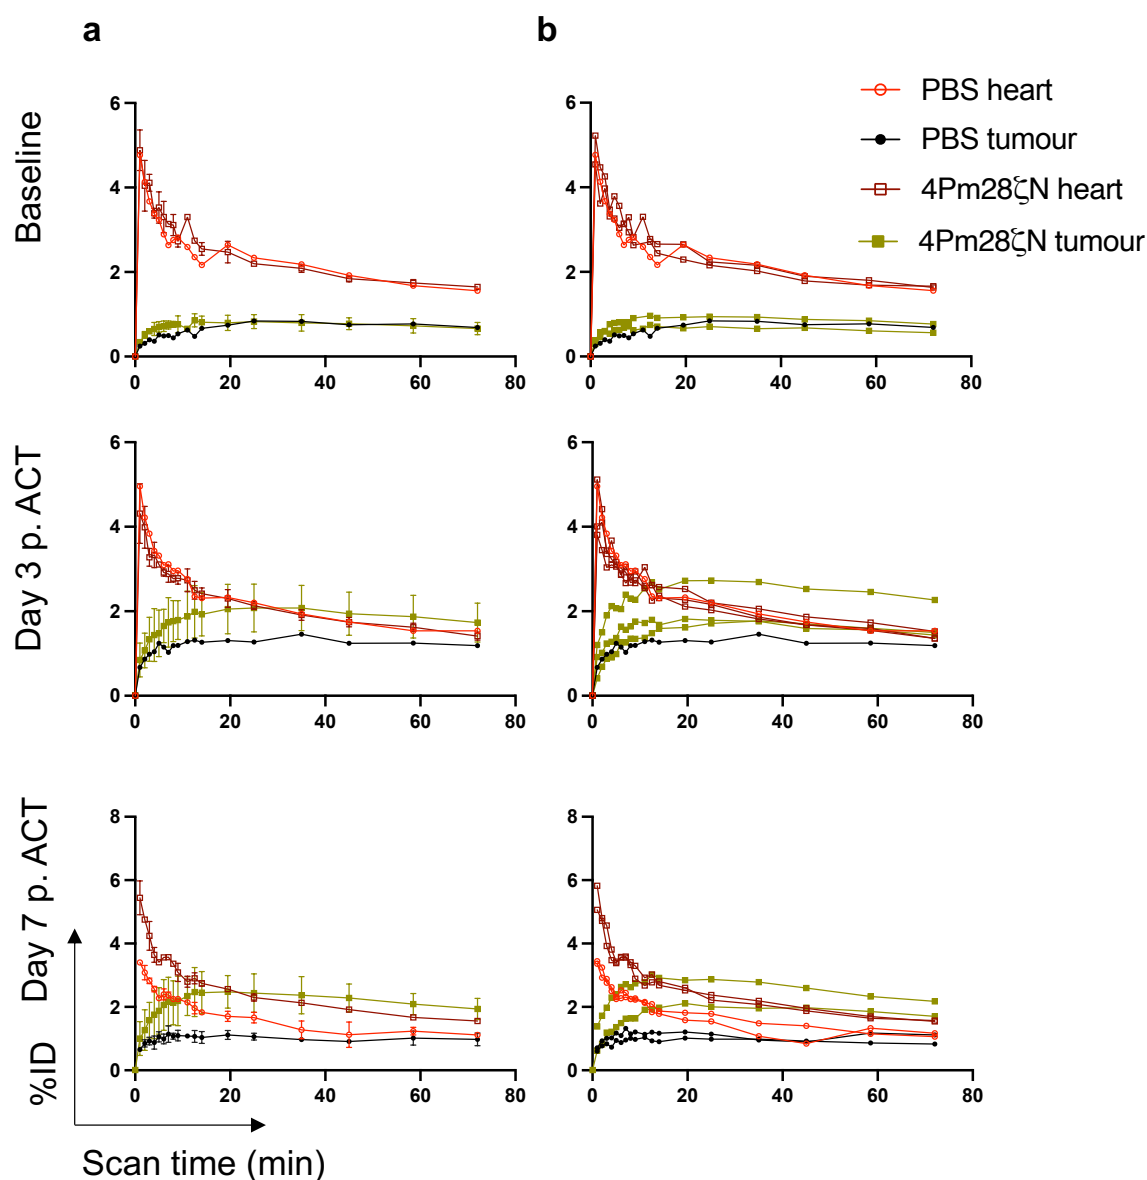 a
b
PBS heart
PBS tumour
4Pm28ζN heart
4Pm28ζN tumour
Baseline
6
4
2
0
0 20 40 60 80
6
4
2
0
0 20 40 60 80
Day 3 p. ACT
6
4
2
0
0 20 40 60 80
6
4
2
0
0 20 40 60 80
Day 7 p. ACT
8
6
4
2
0
0 20 40 60 80
8
6
4
2
0
0 20 40 60 80
%ID
Scan time (min)